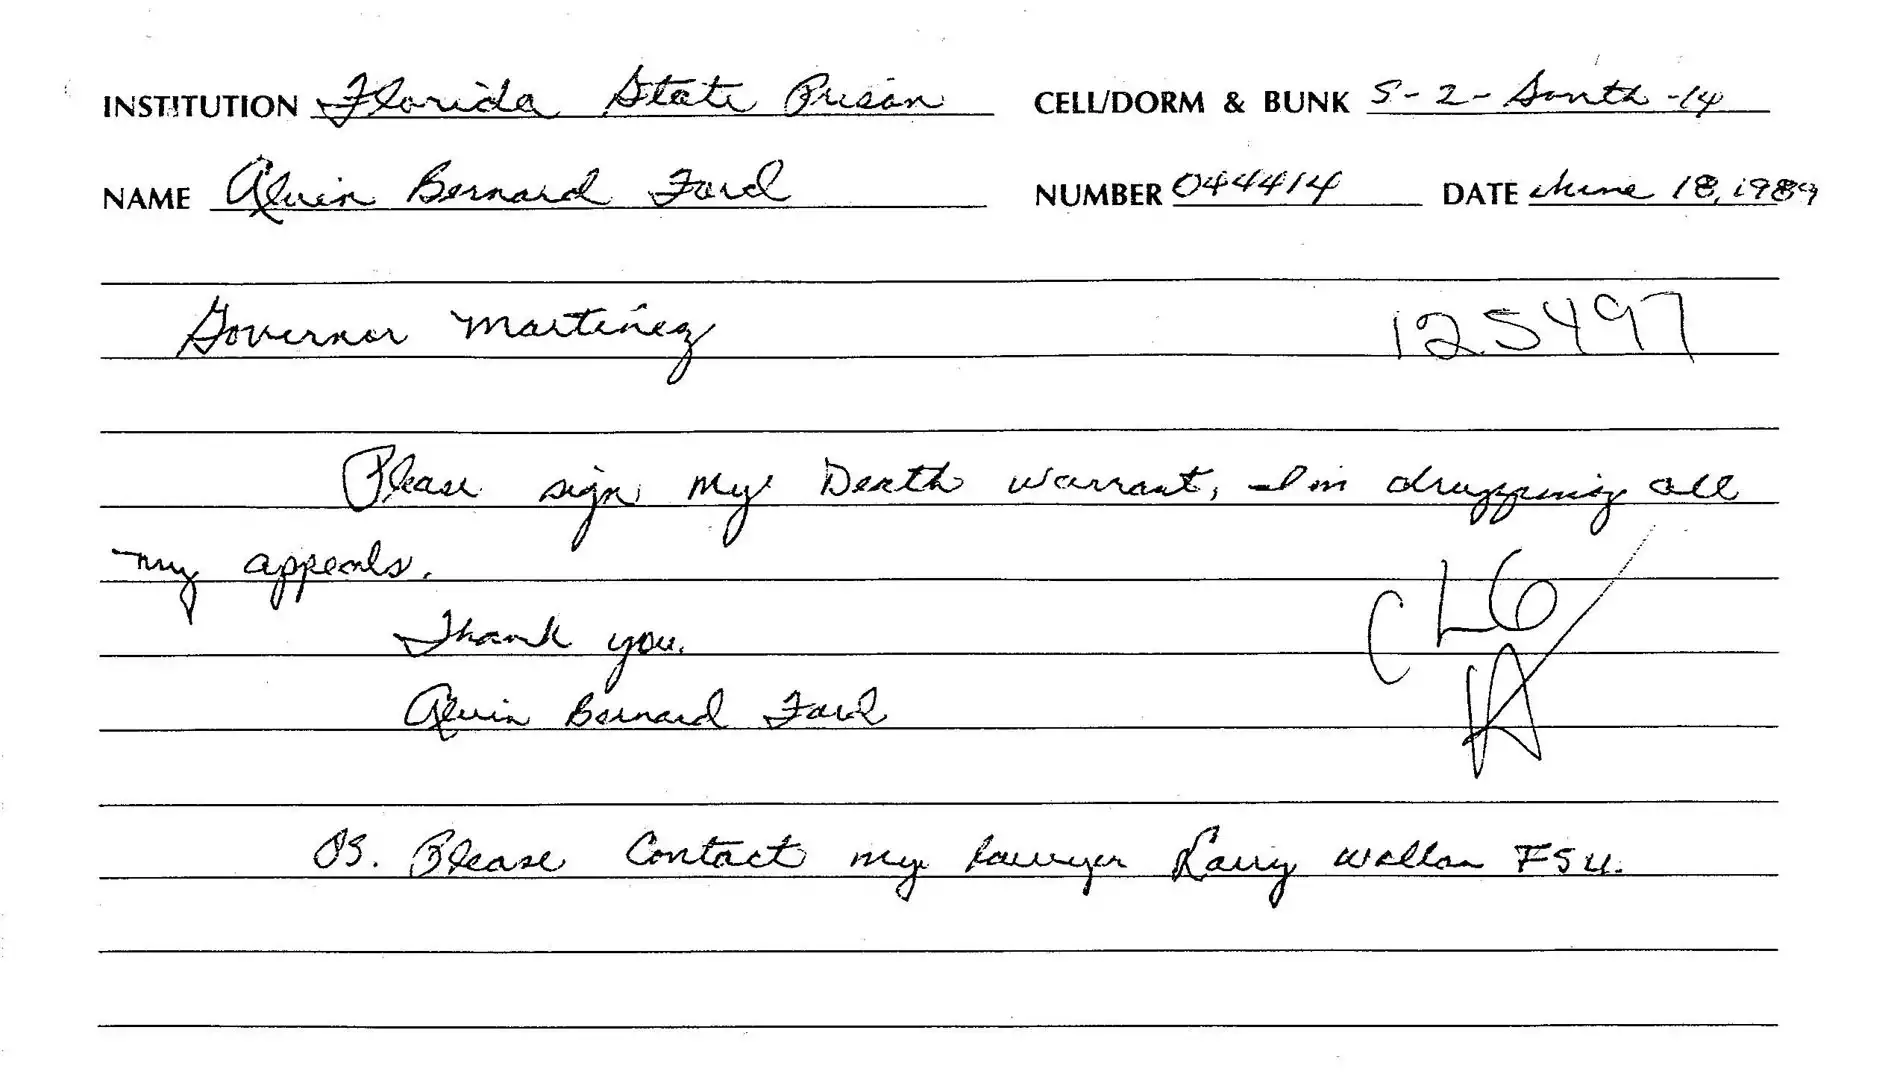 INSTITUTION Florida State Prison CELL/DORM & BUNK S-2-South-14
NAME Alvin Bernard Ford NUMBER 044414 DATE June 18, 1989
Governor Martinez 125497
Please sign my Death warrant, I'm dropping all
my appeals.
CLG
Thank you.
Alvin Bernard Ford
PS. Please Contact my lawyer Larry FSU.